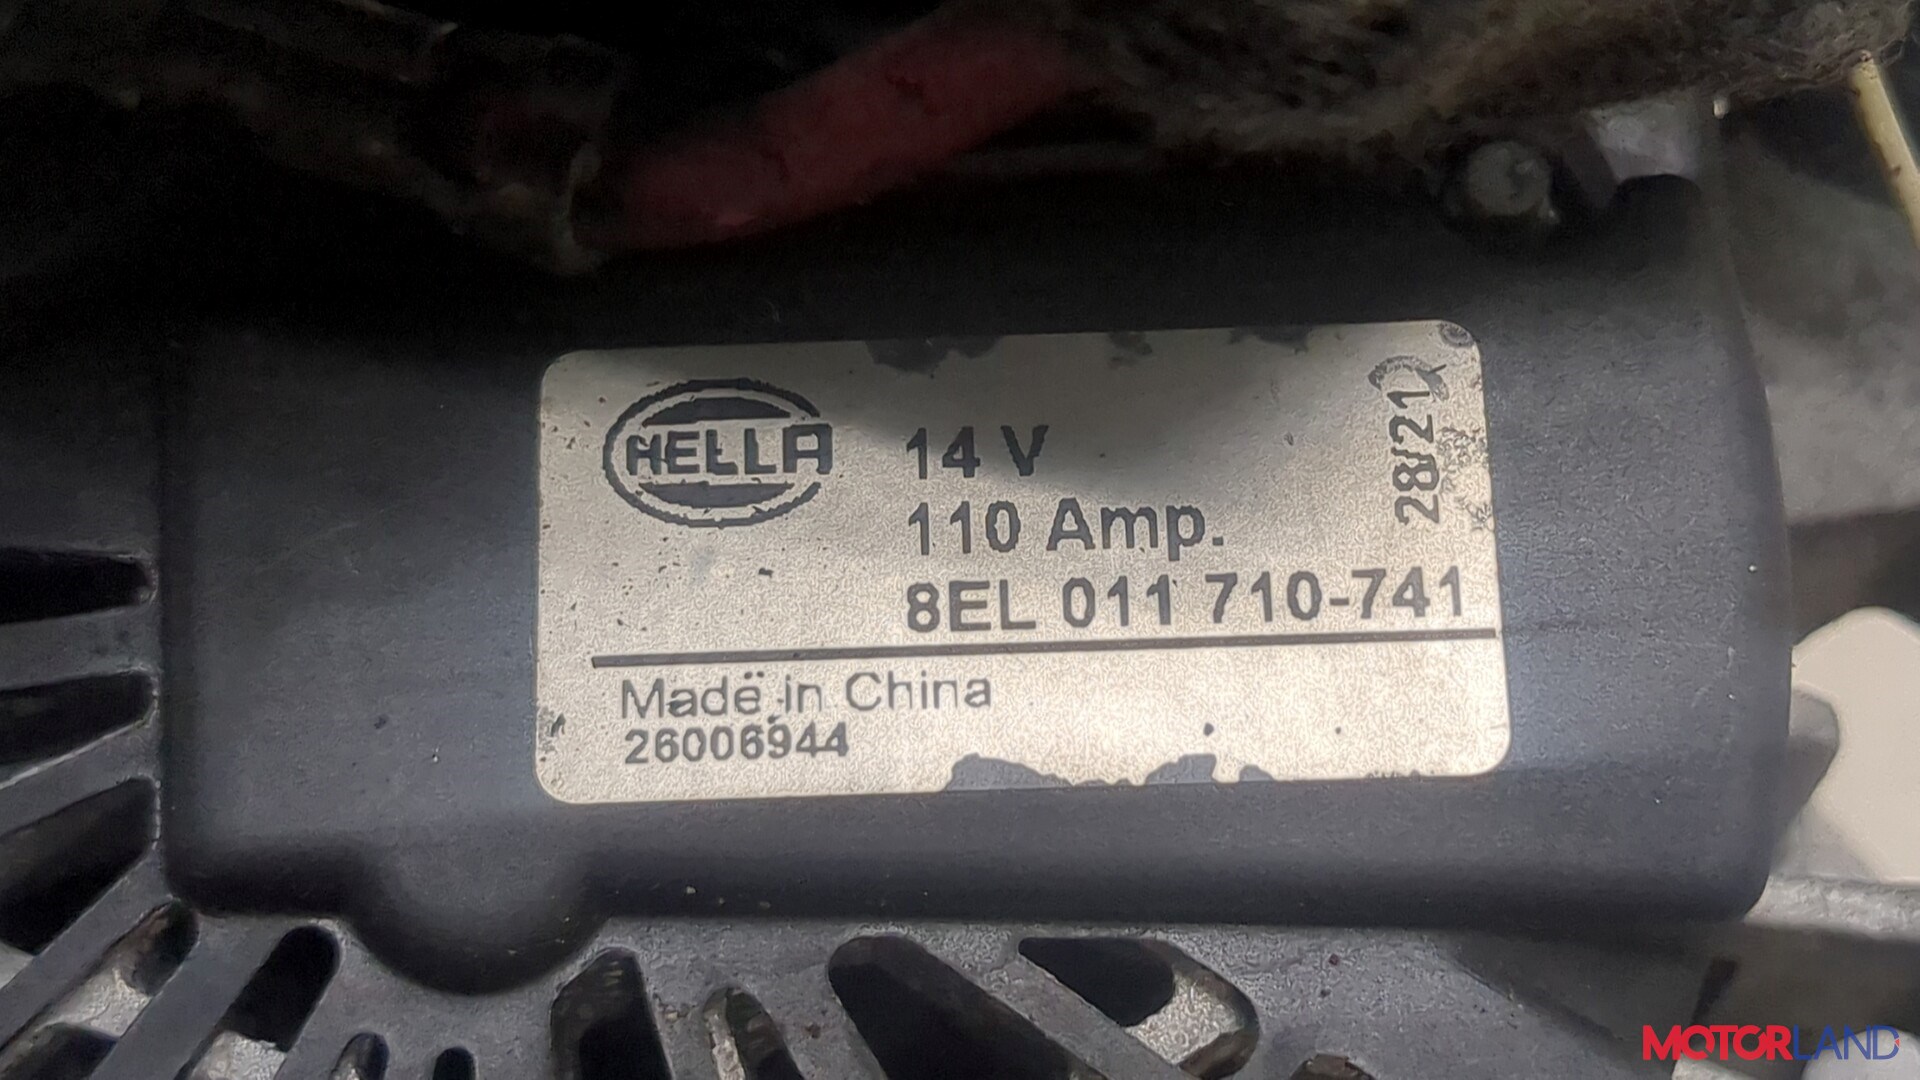 HELLA
14 V
110 Amp.
8EL 011 710-741
28/21
Made in China
26006944
MOTORLAND